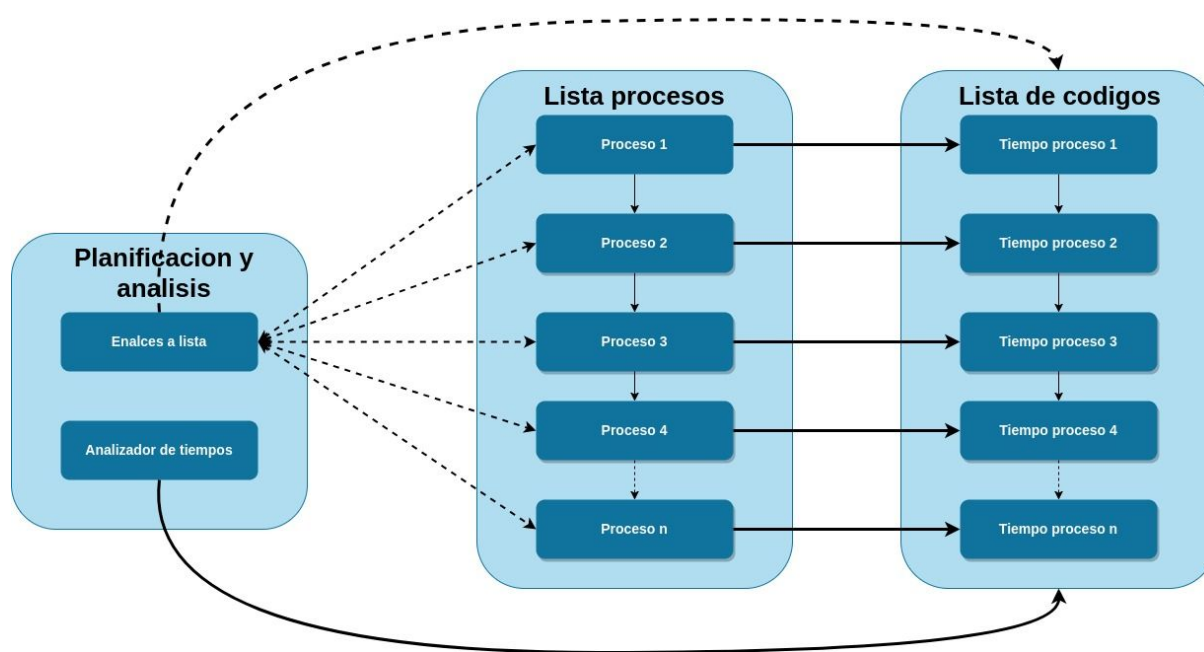 Lista procesos
Lista de codigos
Proceso 1
Tiempo proceso 1
Proceso 2
Tiempo proceso 2
Planificacion y
analisis
Enalces a lista
Proceso 3
Tiempo proceso 3
Analizador de tiempos
Proceso 4
Tiempo proceso 4
Proceso n
Tiempo proceso n